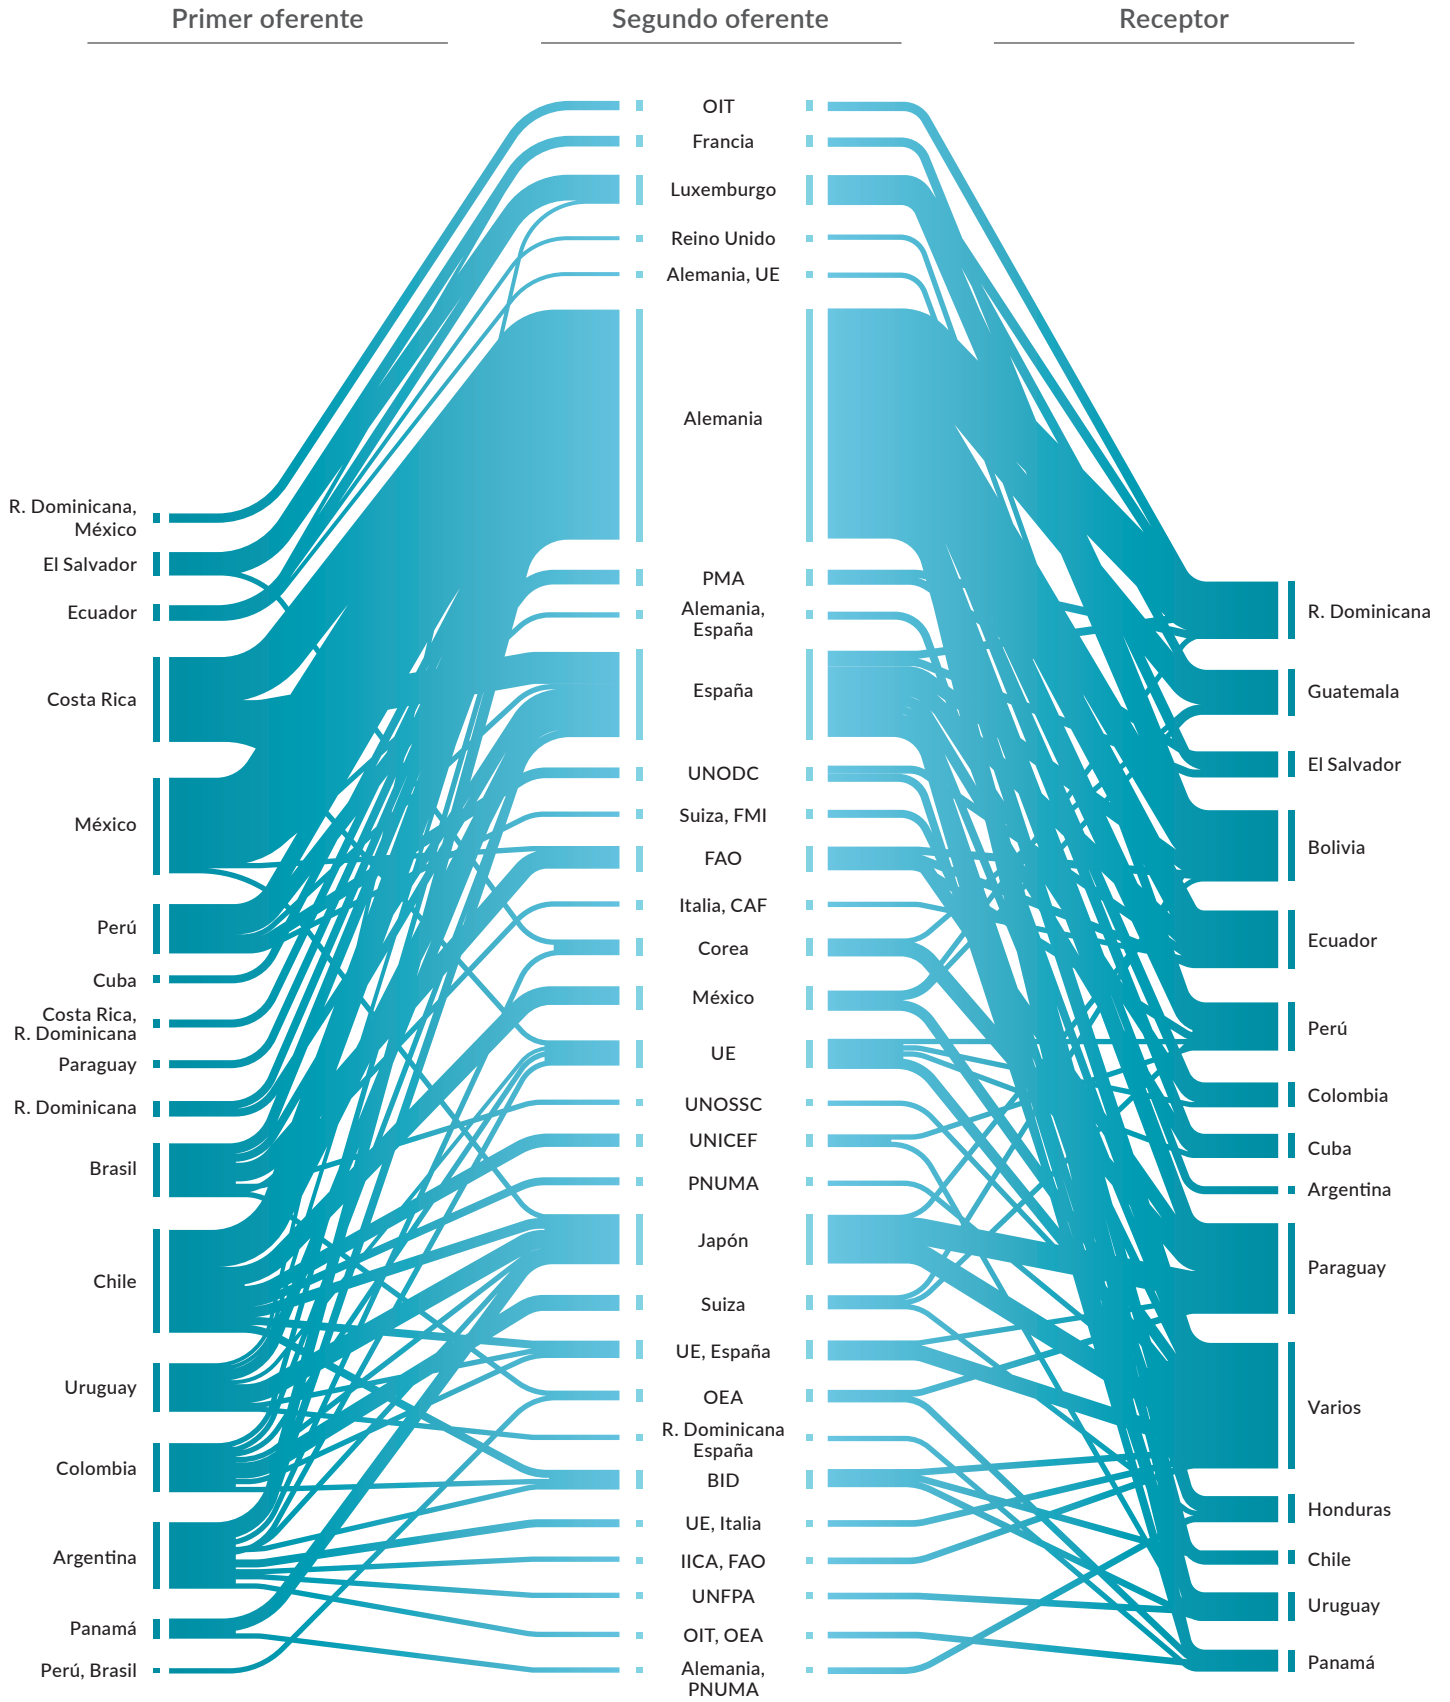 Primer oferente
Segundo oferente
Receptor
R. Dominicana,
México
El Salvador
Ecuador
Costa Rica
México
Perú
Cuba
Costa Rica,
R. Dominicana
Paraguay
R. Dominicana
Brasil
Chile
Uruguay
Colombia
Argentina
Panamá
Perú, Brasil
OIT
Francia
Luxemburgo
Reino Unido
Alemania, UE
Alemania
PMA
Alemania,
España
España
UNODC
Suiza, FMI
FAO
Italia, CAF
Corea
México
UE
UNOSSC
UNICEF
PNUMA
Japón
Suiza
UE, España
OEA
R. Dominicana
España
BID
UE, Italia
IICA, FAO
UNFPA
OIT, OEA
Alemania,
PNUMA
R. Dominicana
Guatemala
El Salvador
Bolivia
Ecuador
Perú
Colombia
Cuba
Argentina
Paraguay
Varios
Honduras
Chile
Uruguay
Panamá